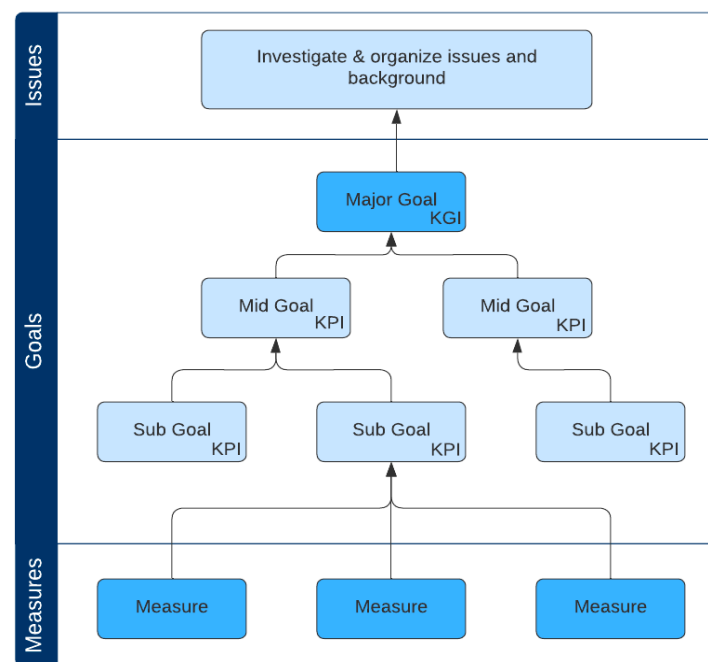 Issues
Investigate & organize issues and
background
Goals
Major Goal
KGI
Mid Goal
KPI
Mid Goal
KPI
Sub Goal
KPI
Sub Goal
KPI
Sub Goal
KPI
Measures
Measure
Measure
Measure